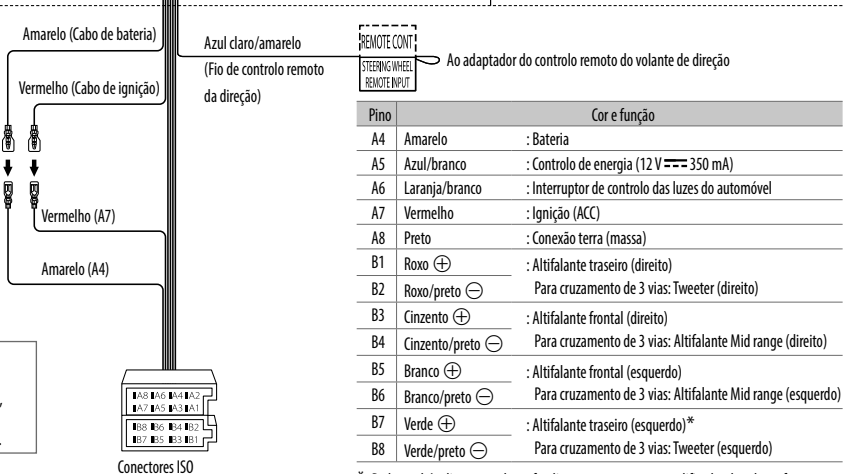 Amarelo (Cabo de bateria)
Azul claro/amarelo
(Fio de controlo remoto
da direção)
REMOTE CONT
STEERING WHEEL
REMOTE INPUT
Ao adaptador do controlo remoto do volante de direção
Vermelho (Cabo de ignição)
Vermelho (A7)
Amarelo (A4)
Pino Cor e função
A4 Amarelo : Bateria
A5 Azul/branco : Controlo de energia (12 V ⎓ 350 mA)
A6 Laranja/branco : Interruptor de controlo das luzes do automóvel
A7 Vermelho : Ignição (ACC)
A8 Preto : Conexão terra (massa)
B1 Roxo ⊕ : Altifalante traseiro (direito)
B2 Roxo/preto ⊖ Para cruzamento de 3 vias: Tweeter (direito)
B3 Cinzento ⊕ : Altifalante frontal (direito)
B4 Cinzento/preto ⊖ Para cruzamento de 3 vias: Altifalante Mid range (direito)
B5 Branco ⊕ : Altifalante frontal (esquerdo)
B6 Branco/preto ⊖ Para cruzamento de 3 vias: Altifalante Mid range (esquerdo)
B7 Verde ⊕ : Altifalante traseiro (esquerdo)*
B8 Verde/preto ⊖ Para cruzamento de 3 vias: Tweeter (esquerdo)
A8 A6 A4 A2
A7 A5 A3 A1
B8 B6 B4 B2
B7 B5 B3 B1
Conectores ISO